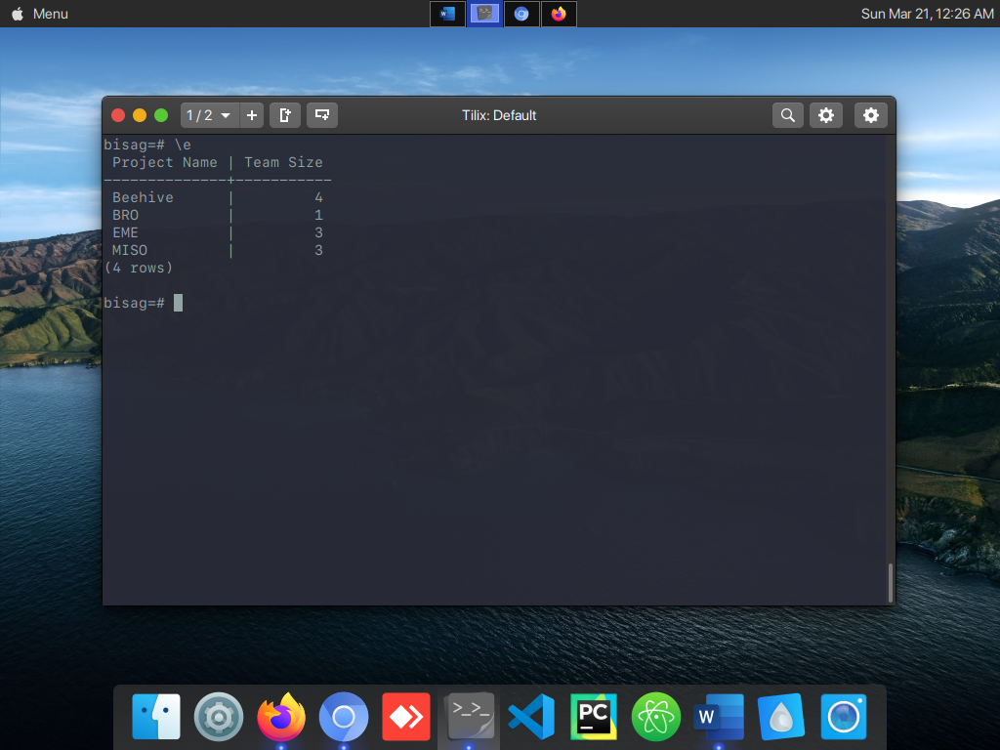 Menu
Sun Mar 21, 12:26 AM
1 / 2
Tilix: Default
bisag=# \e
Project Name | Team Size
--------------+-----------
Beehive | 4
BRO | 1
EME | 3
MISO | 3
(4 rows)
bisag=#
>_>_
PC
W